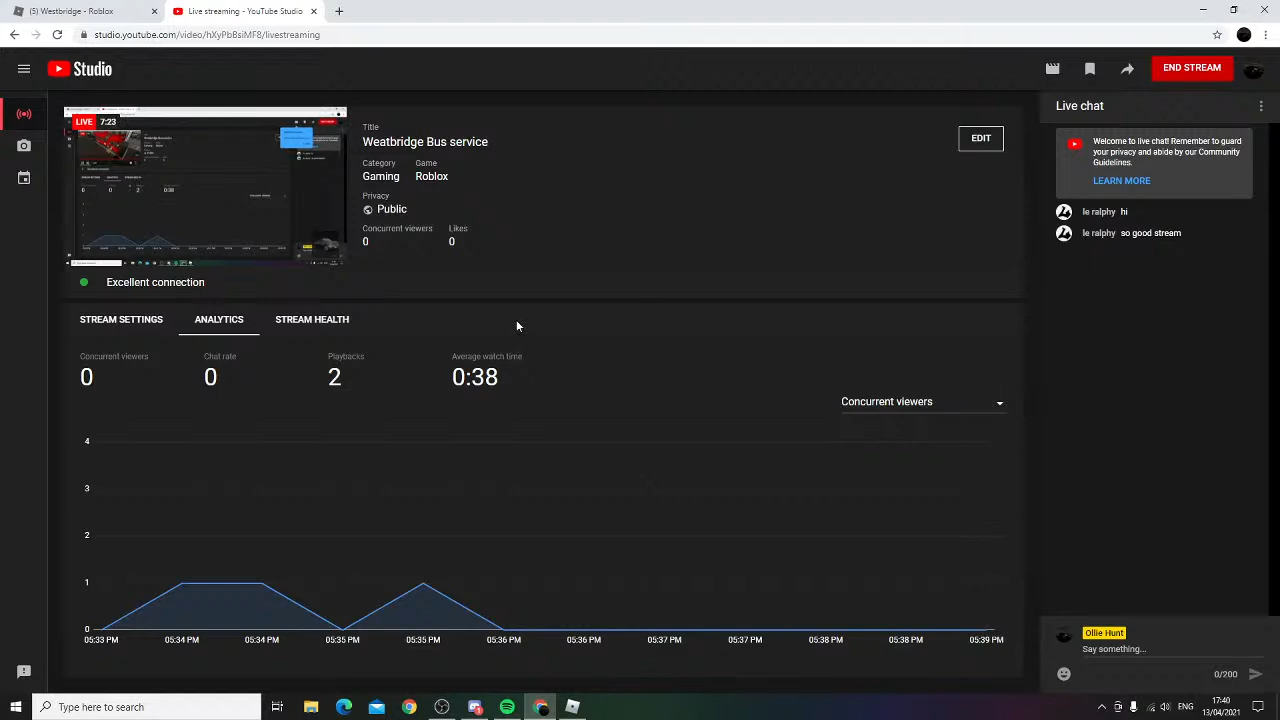 (5) Westbridge - Roblox
Live streaming - YouTube Studio
studio.youtube.com/video/hXyPbBsiMF8/livestreaming
Studio
END STREAM
LIVE 7:23
Title
Weatbridge Bus service
EDIT
Category Game
Gaming Roblox
Privacy
Public
Concurrent viewers Likes
0 0
Excellent connection
STREAM SETTINGS ANALYTICS STREAM HEALTH
Concurrent viewers Chat rate Playbacks Average watch time
0 0 2 0:38
Concurrent viewers
4
3
2
1
0
05:33 PM 05:34 PM 05:34 PM 05:35 PM 05:35 PM 05:36 PM 05:36 PM 05:37 PM 05:37 PM 05:38 PM 05:38 PM 05:39 PM
Live chat
Welcome to live chat! Remember to guard
your privacy and abide by our Community
Guidelines.
LEARN MORE
le ralphy hi
le ralphy so good stream
Ollie Hunt
Say something...
0/200
Type here to search
ENG
17:40
13/04/2021